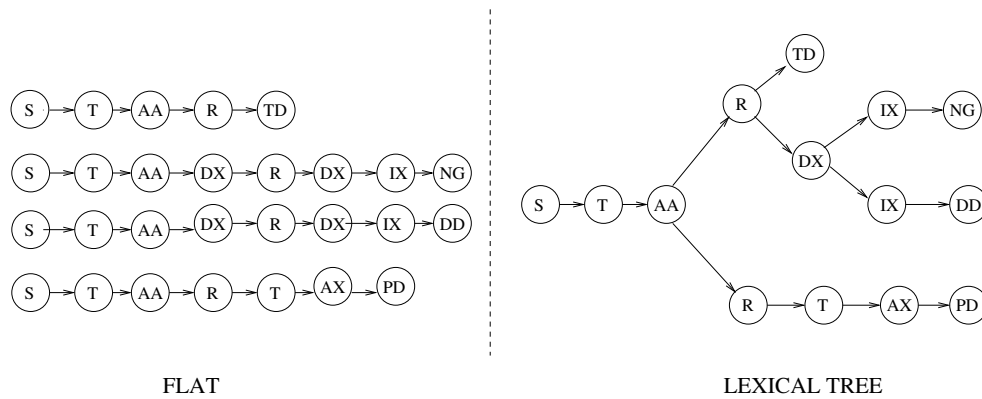 S T AA R TD
S T AA DX R DX IX NG
S T AA DX R DX IX DD
S T AA R T AX PD
FLAT
TD
R IX NG
DX
S T AA IX DD
R T AX PD
LEXICAL TREE